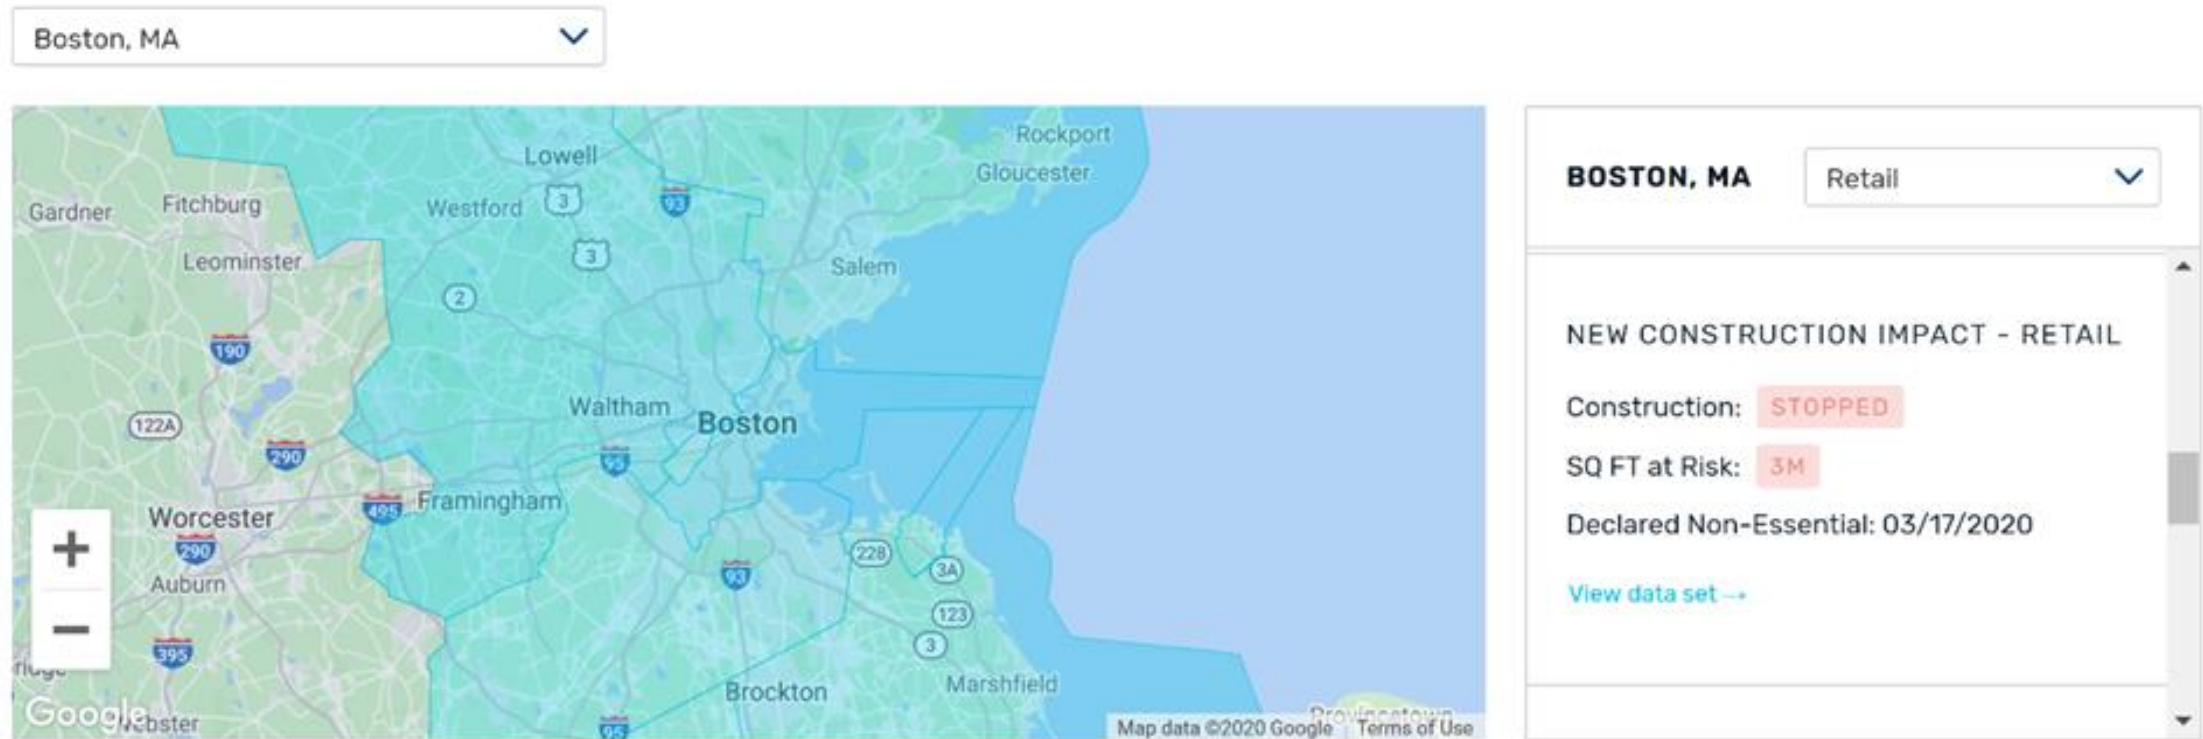 Boston, MA
Rockport
Lowell
Gloucester
BOSTON, MA
Retail
Gardner
Fitchburg
Westford
3
93
Leominster
3
Salem
2
NEW CONSTRUCTION IMPACT - RETAIL
190
Waltham
Boston
Construction: STOPPED
122A
290
95
SQ FT at Risk: 3M
495
Framingham
Worcester
Declared Non-Essential: 03/17/2020
+
290
228
3A
Auburn
93
View data set →
123
−
395
3
Brockton
Marshfield
Google
Webster
95
Provincetown
Map data ©2020 Google
Terms of Use